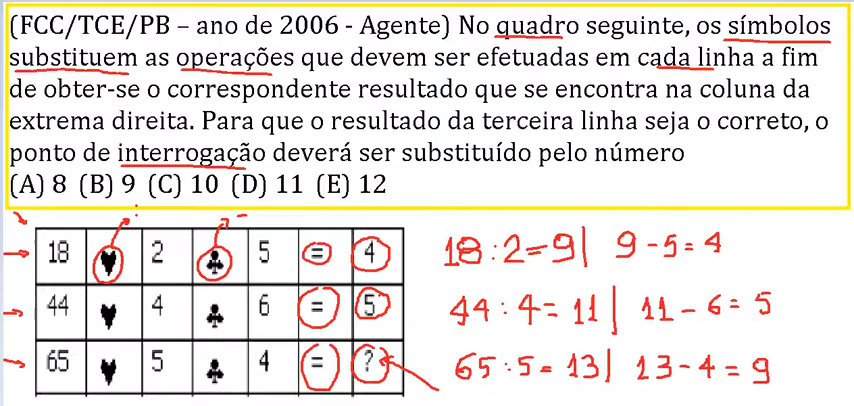 (FCC/TCE/PB – ano de 2006 - Agente) No quadro seguinte, os símbolos
substituem as operações que devem ser efetuadas em cada linha a fim
de obter-se o correspondente resultado que se encontra na coluna da
extrema direita. Para que o resultado da terceira linha seja o correto, o
ponto de interrogação deverá ser substituído pelo número
(A) 8 (B) 9 (C) 10 (D) 11 (E) 12
: -
18 ♥ 2 ♣ 5 = 4 18 : 2 = 9 | 9 - 5 = 4
44 ♥ 4 ♣ 6 = 5 44 : 4 = 11 | 11 - 6 = 5
65 ♥ 5 ♣ 4 = ? 65 : 5 = 13 | 13 - 4 = 9